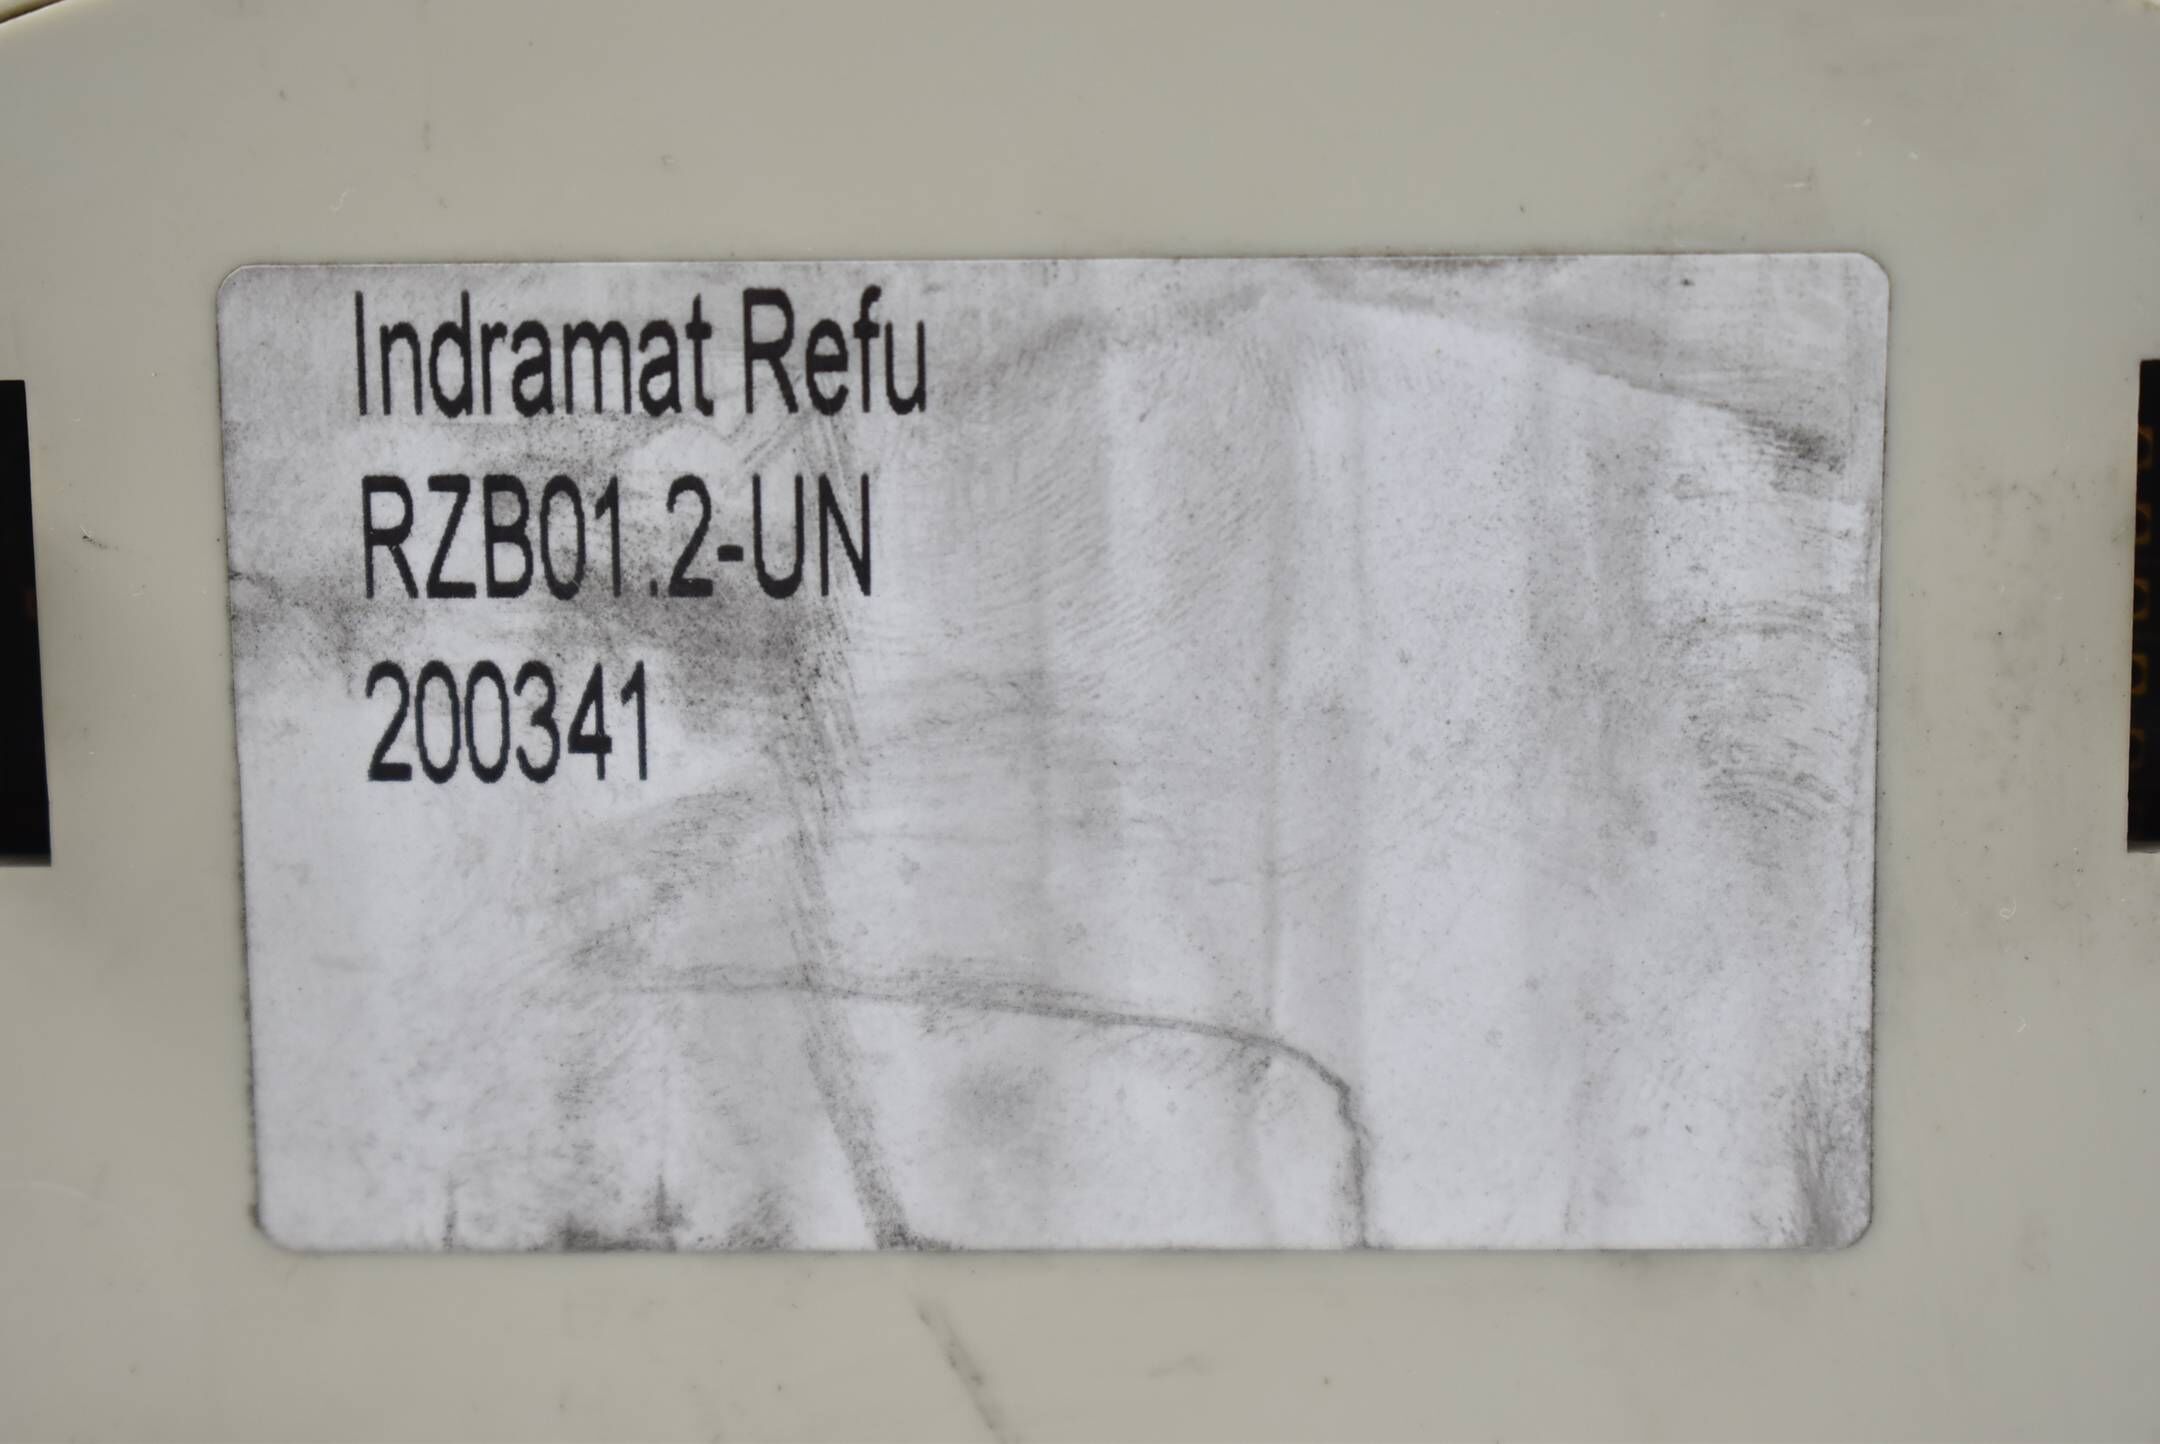 Indramat Refu
RZB01.2-UN
200341